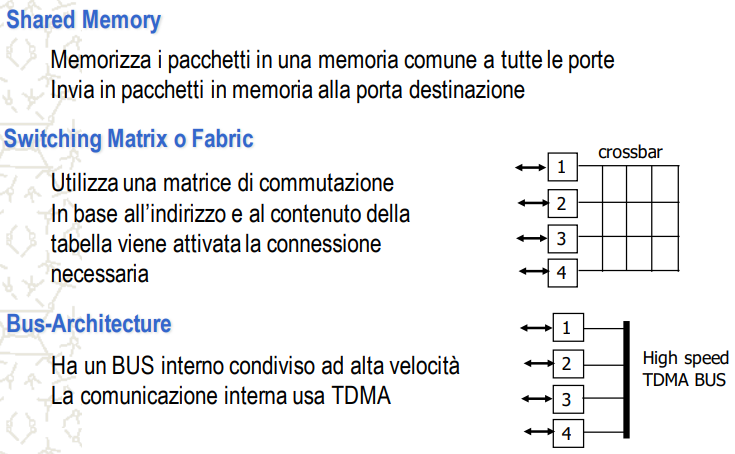 Shared Memory
Memorizza i pacchetti in una memoria comune a tutte le porte
Invia in pacchetti in memoria alla porta destinazione
Switching Matrix o Fabric
Utilizza una matrice di commutazione
In base all'indirizzo e al contenuto della
tabella viene attivata la connessione
necessaria
crossbar
1
2
3
4
Bus-Architecture
Ha un BUS interno condiviso ad alta velocità
La comunicazione interna usa TDMA
1
2
3
4
High speed
TDMA BUS